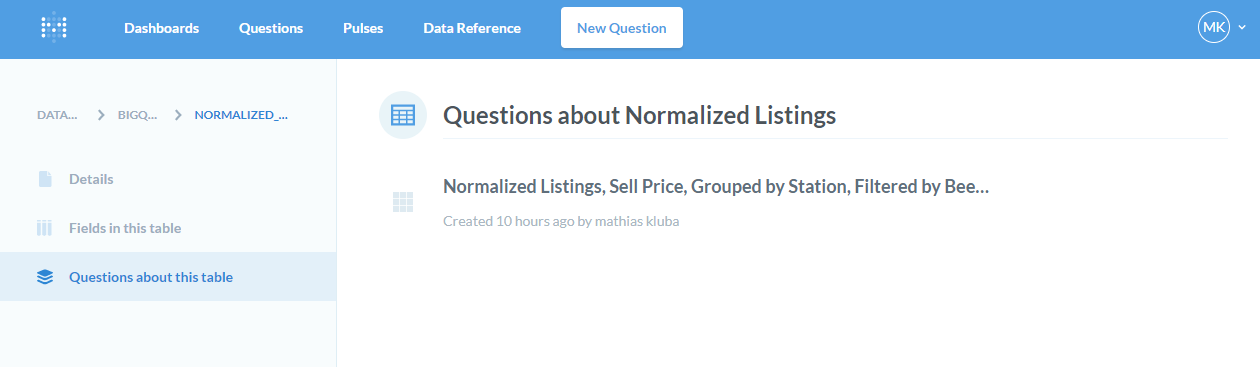 Dashboards Questions Pulses Data Reference New Question MK
DATA... BIGQ... NORMALIZED_...
Details
Fields in this table
Questions about this table
Questions about Normalized Listings
Normalized Listings, Sell Price, Grouped by Station, Filtered by Bee...
Created 10 hours ago by mathias kluba